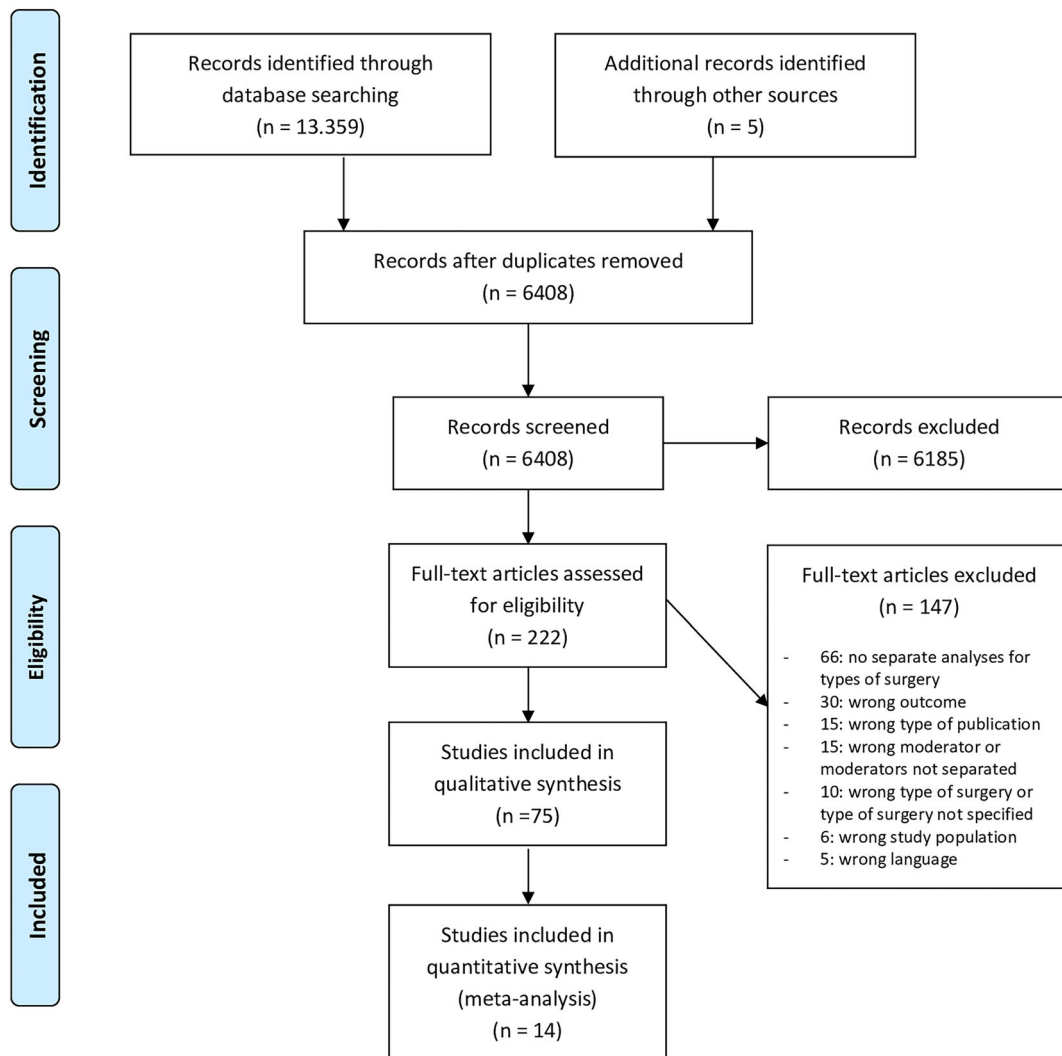 Identification
Records identified through
database searching
(n = 13.359)
Additional records identified
through other sources
(n = 5)
Records after duplicates removed
(n = 6408)
Screening
Records screened
(n = 6408)
Records excluded
(n = 6185)
Eligibility
Full-text articles assessed
for eligibility
(n = 222)
Full-text articles excluded
(n = 147)
- 66: no separate analyses for
types of surgery
- 30: wrong outcome
- 15: wrong type of publication
- 15: wrong moderator or
moderators not separated
- 10: wrong type of surgery or
type of surgery not specified
- 6: wrong study population
- 5: wrong language
Studies included in
qualitative synthesis
(n =75)
Included
Studies included in
quantitative synthesis
(meta-analysis)
(n = 14)